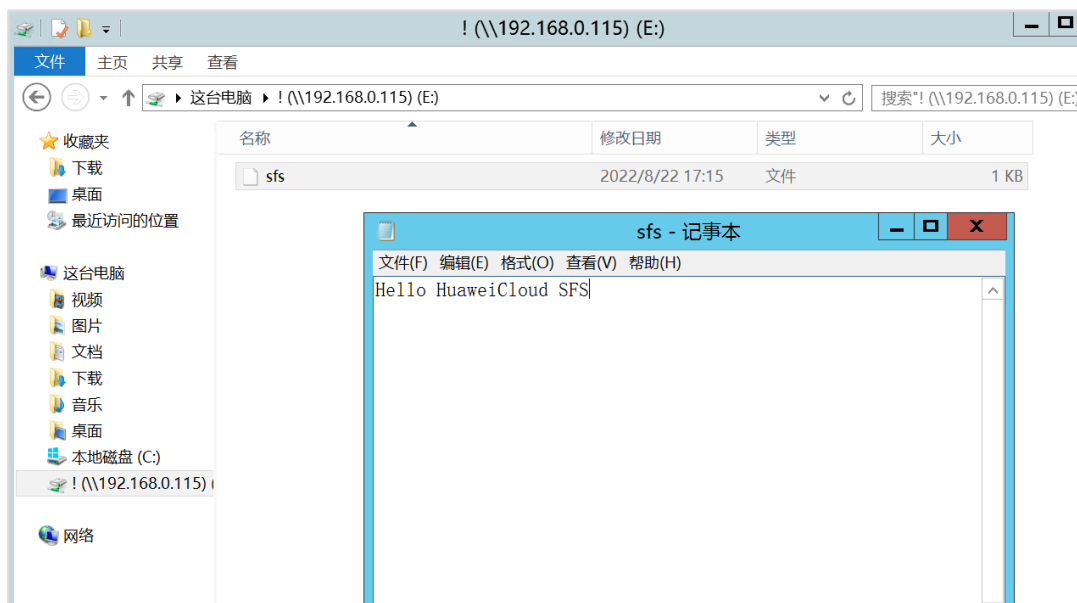 ! (\\192.168.0.115) (E:)
文件 主页 共享 查看
这台电脑 ! (\\192.168.0.115) (E:)
搜索"! (\\192.168.0.115) (E:)
收藏夹
下载
桌面
最近访问的位置
这台电脑
视频
图片
文档
下载
音乐
桌面
本地磁盘 (C:)
! (\\192.168.0.115) (
网络
名称 修改日期 类型 大小
sfs 2022/8/22 17:15 文件 1 KB
sfs - 记事本
文件(F) 编辑(E) 格式(O) 查看(V) 帮助(H)
Hello HuaweiCloud SFS